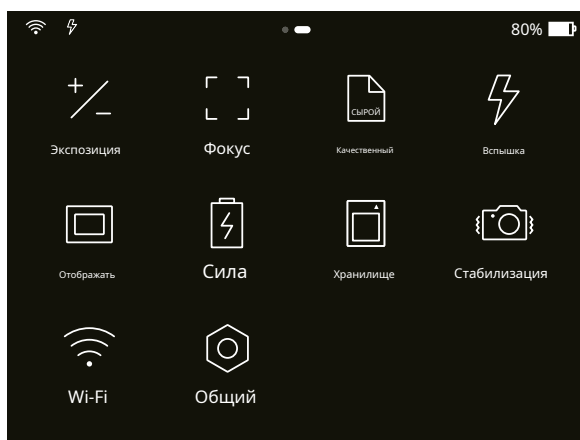 80%
СЫРОЙ
Экспозиция Фокус Качественный Вспышка
Отображать Сила Хранилище Стабилизация
Wi-Fi Общий